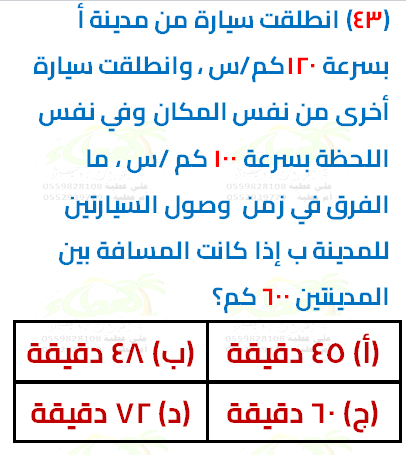 (٤٣) انطلقت سيارة من مدينة أ
بسرعة ١٢٠كم/س ، وانطلقت سيارة
أخرى من نفس المكان وفي نفس
اللحظة بسرعة ١٠٠ كم /س ، ما
الفرق في زمن وصول السيارتين
للمدينة ب إذا كانت المسافة بين
المدينتين ٦٠٠ كم؟
(أ) ٤٥ دقيقة (ب) ٤٨ دقيقة
(ج) ٦٠ دقيقة (د) ٧٢ دقيقة